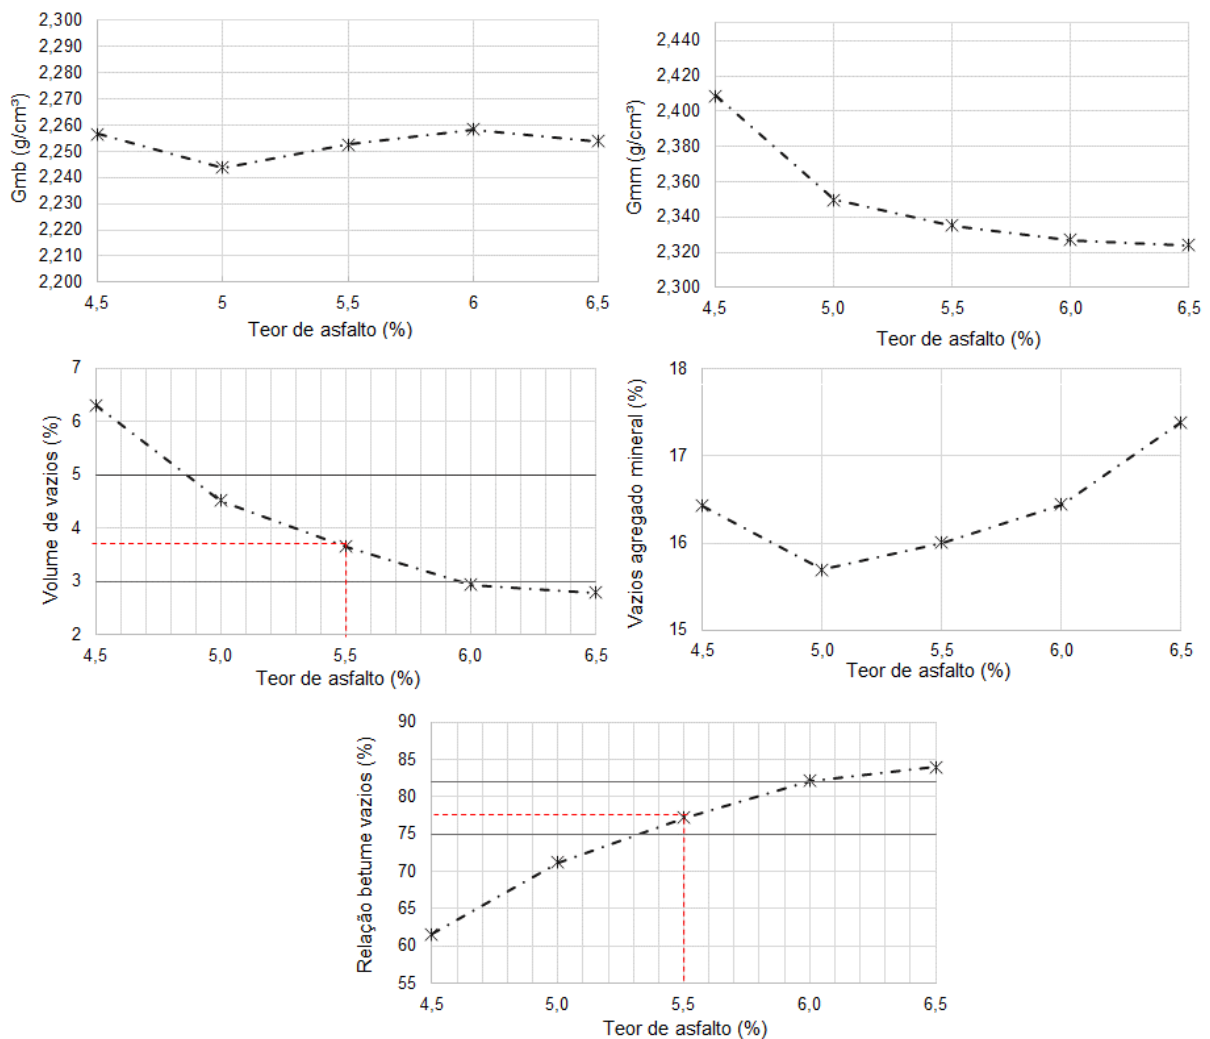 Gmb (g/cm³)
2,300
2,290
2,280
2,270
2,260
2,250
2,240
2,230
2,220
2,210
2,200
4,5 5 5,5 6 6,5
Teor de asfalto (%)
Gmm (g/cm³)
2,440
2,420
2,400
2,380
2,360
2,340
2,320
2,300
4,5 5,0 5,5 6,0 6,5
Teor de asfalto (%)
Volume de vazios (%)
7
6
5
4
3
2
4,5 5,0 5,5 6,0 6,5
Teor de asfalto (%)
Vazios agregado mineral (%)
18
17
16
15
4,5 5,0 5,5 6,0 6,5
Teor de asfalto (%)
Relação betume vazios (%)
90
85
80
75
70
65
60
55
4,5 5,0 5,5 6,0 6,5
Teor de asfalto (%)